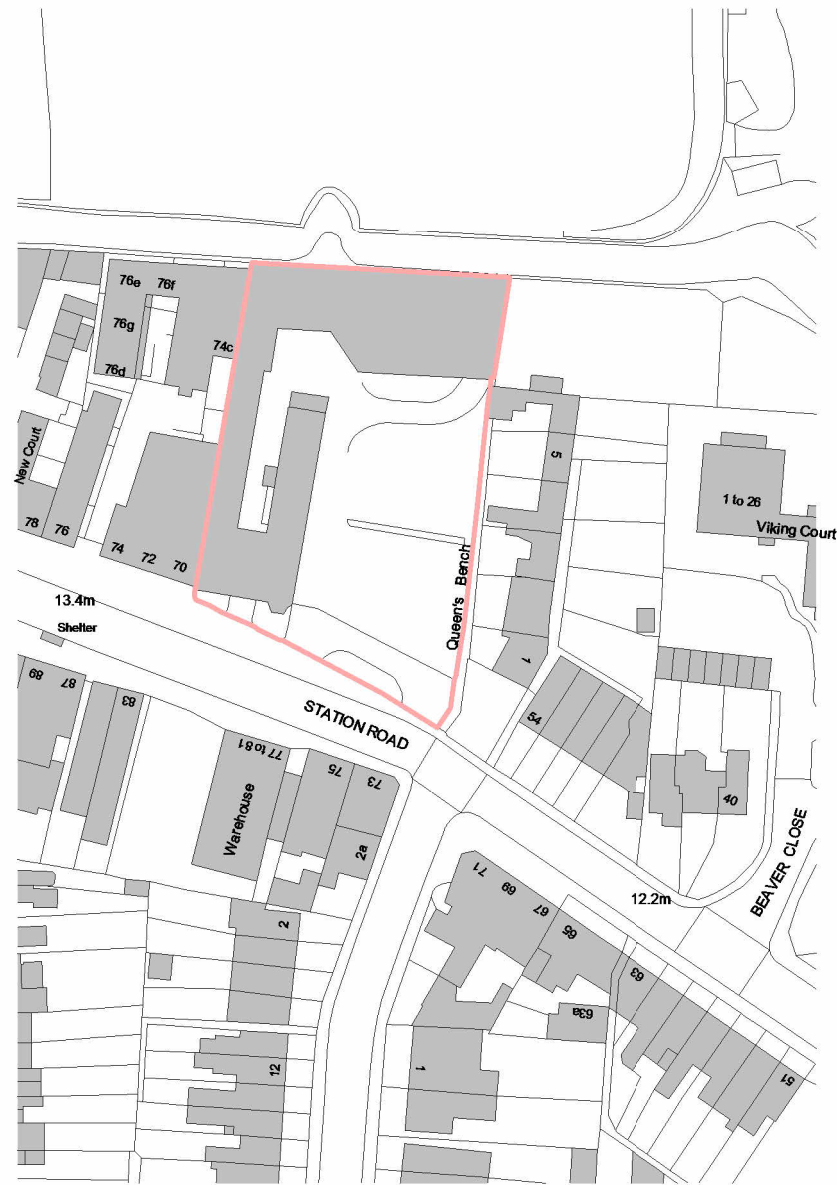 76e
76f
76g
74c
76d
New Court
5
1 to 26
Viking Court
78
76
74
72
70
Queen's Bench
13.4m
Shelter
1
89
87
83
54
STATION ROAD
77 to 81
75
73
Warehouse
2a
40
BEAVER CLOSE
71
69
67
65
12.2m
2
63
63a
12
1
51